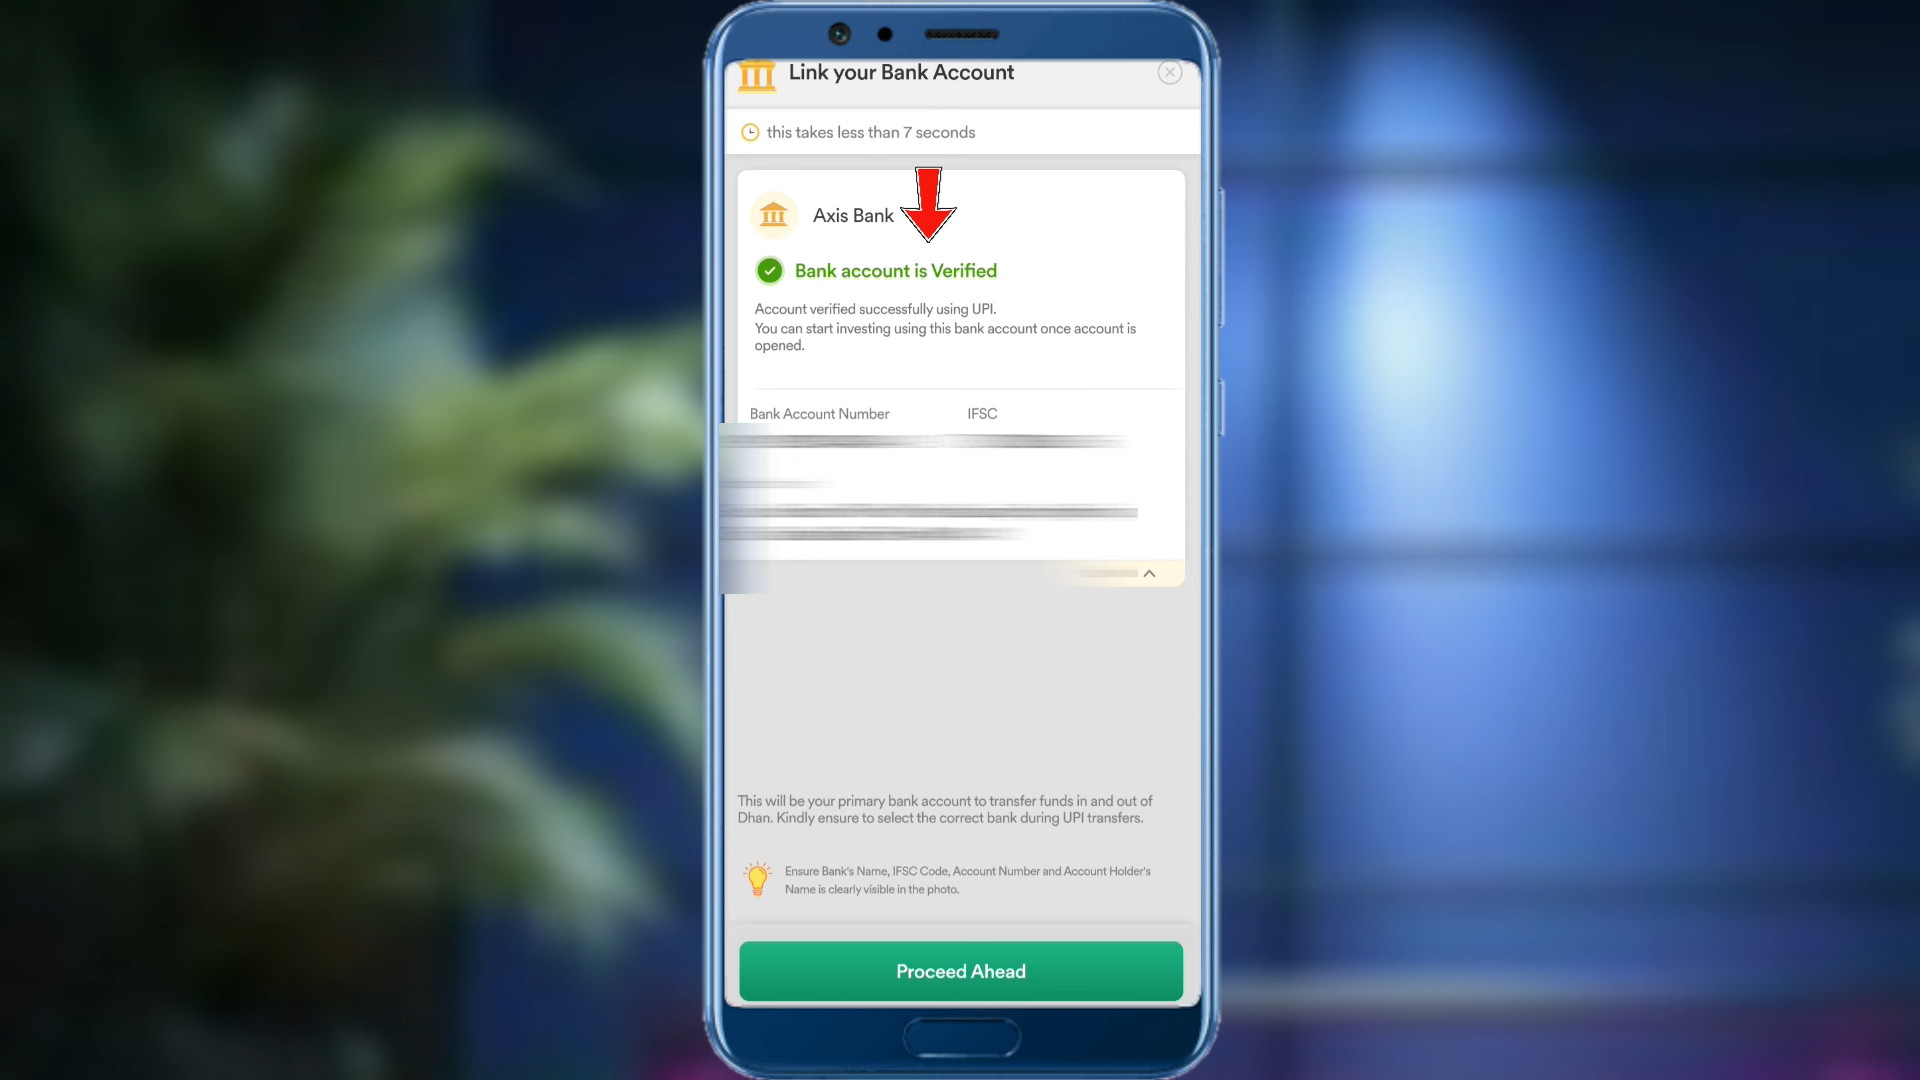 Link your Bank Account
this takes less than 7 seconds
Axis Bank
Bank account is Verified
Account verified successfully using UPI.
You can start investing using this bank account once account is
opened.
Bank Account Number IFSC
This will be your primary bank account to transfer funds in and out of
Dhan. Kindly ensure to select the correct bank during UPI transfers.
Ensure Bank's Name, IFSC Code, Account Number and Account Holder's
Name is clearly visible in the photo.
Proceed Ahead